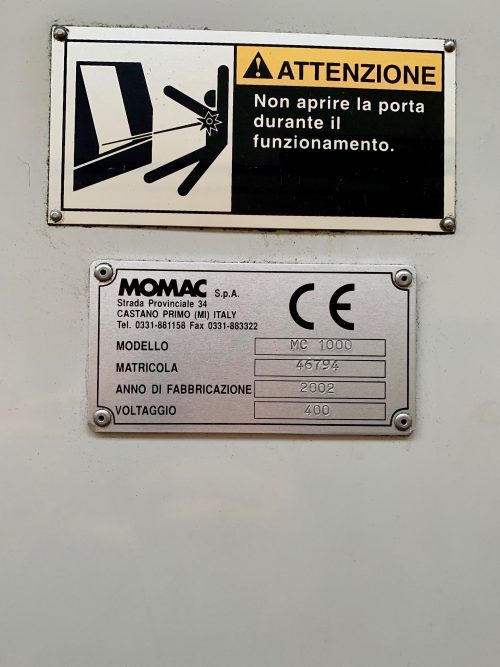 ATTENZIONE
Non aprire la porta
durante il
funzionamento.
MOMAC S.p.A.
Strada Provinciale 34
CASTANO PRIMO (MI) ITALY
Tel. 0331-881158 Fax 0331-883322
CE
MODELLO MC 1000
MATRICOLA 46794
ANNO DI FABBRICAZIONE 2002
VOLTAGGIO 400